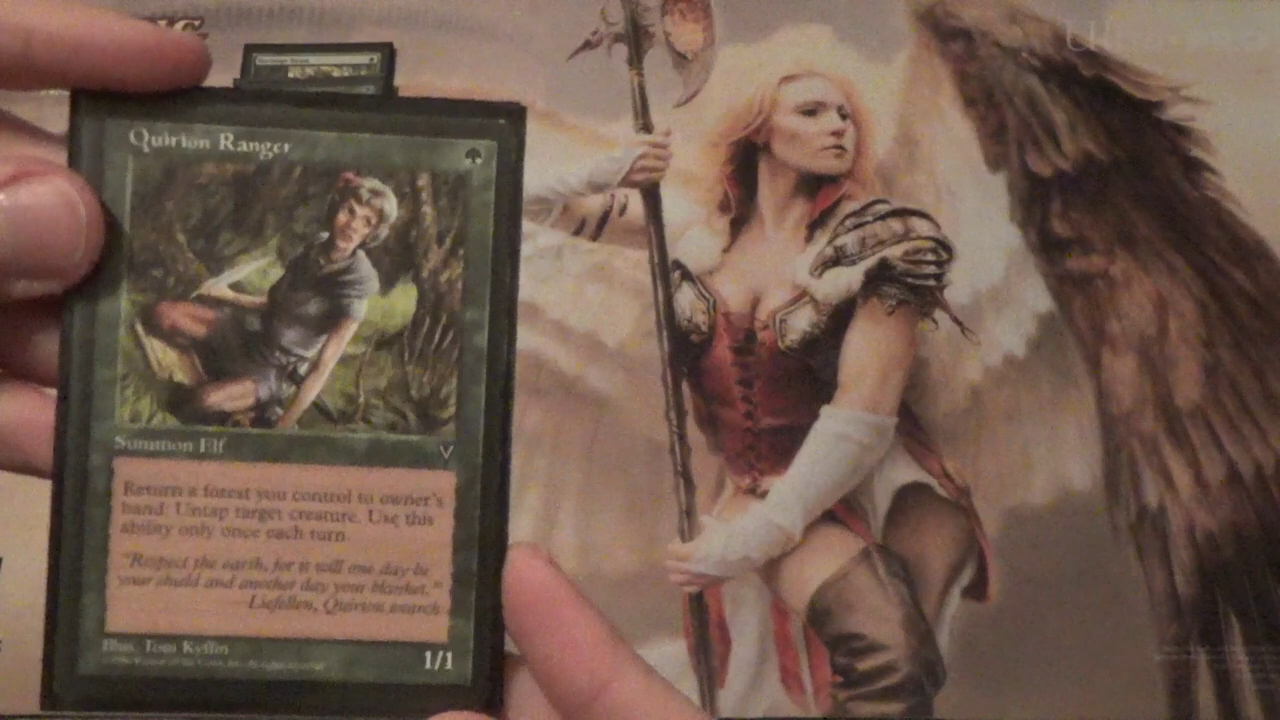 Quirion Ranger
Summon Elf
Return a forest you control to owner's
hand: Untap target creature. Use this
ability only once each turn.
"Respect the earth, for it will one day be
your shield and another day your blanket."
Liefellen, Quirion exarch
Illus. Tom Kyffin
1/1